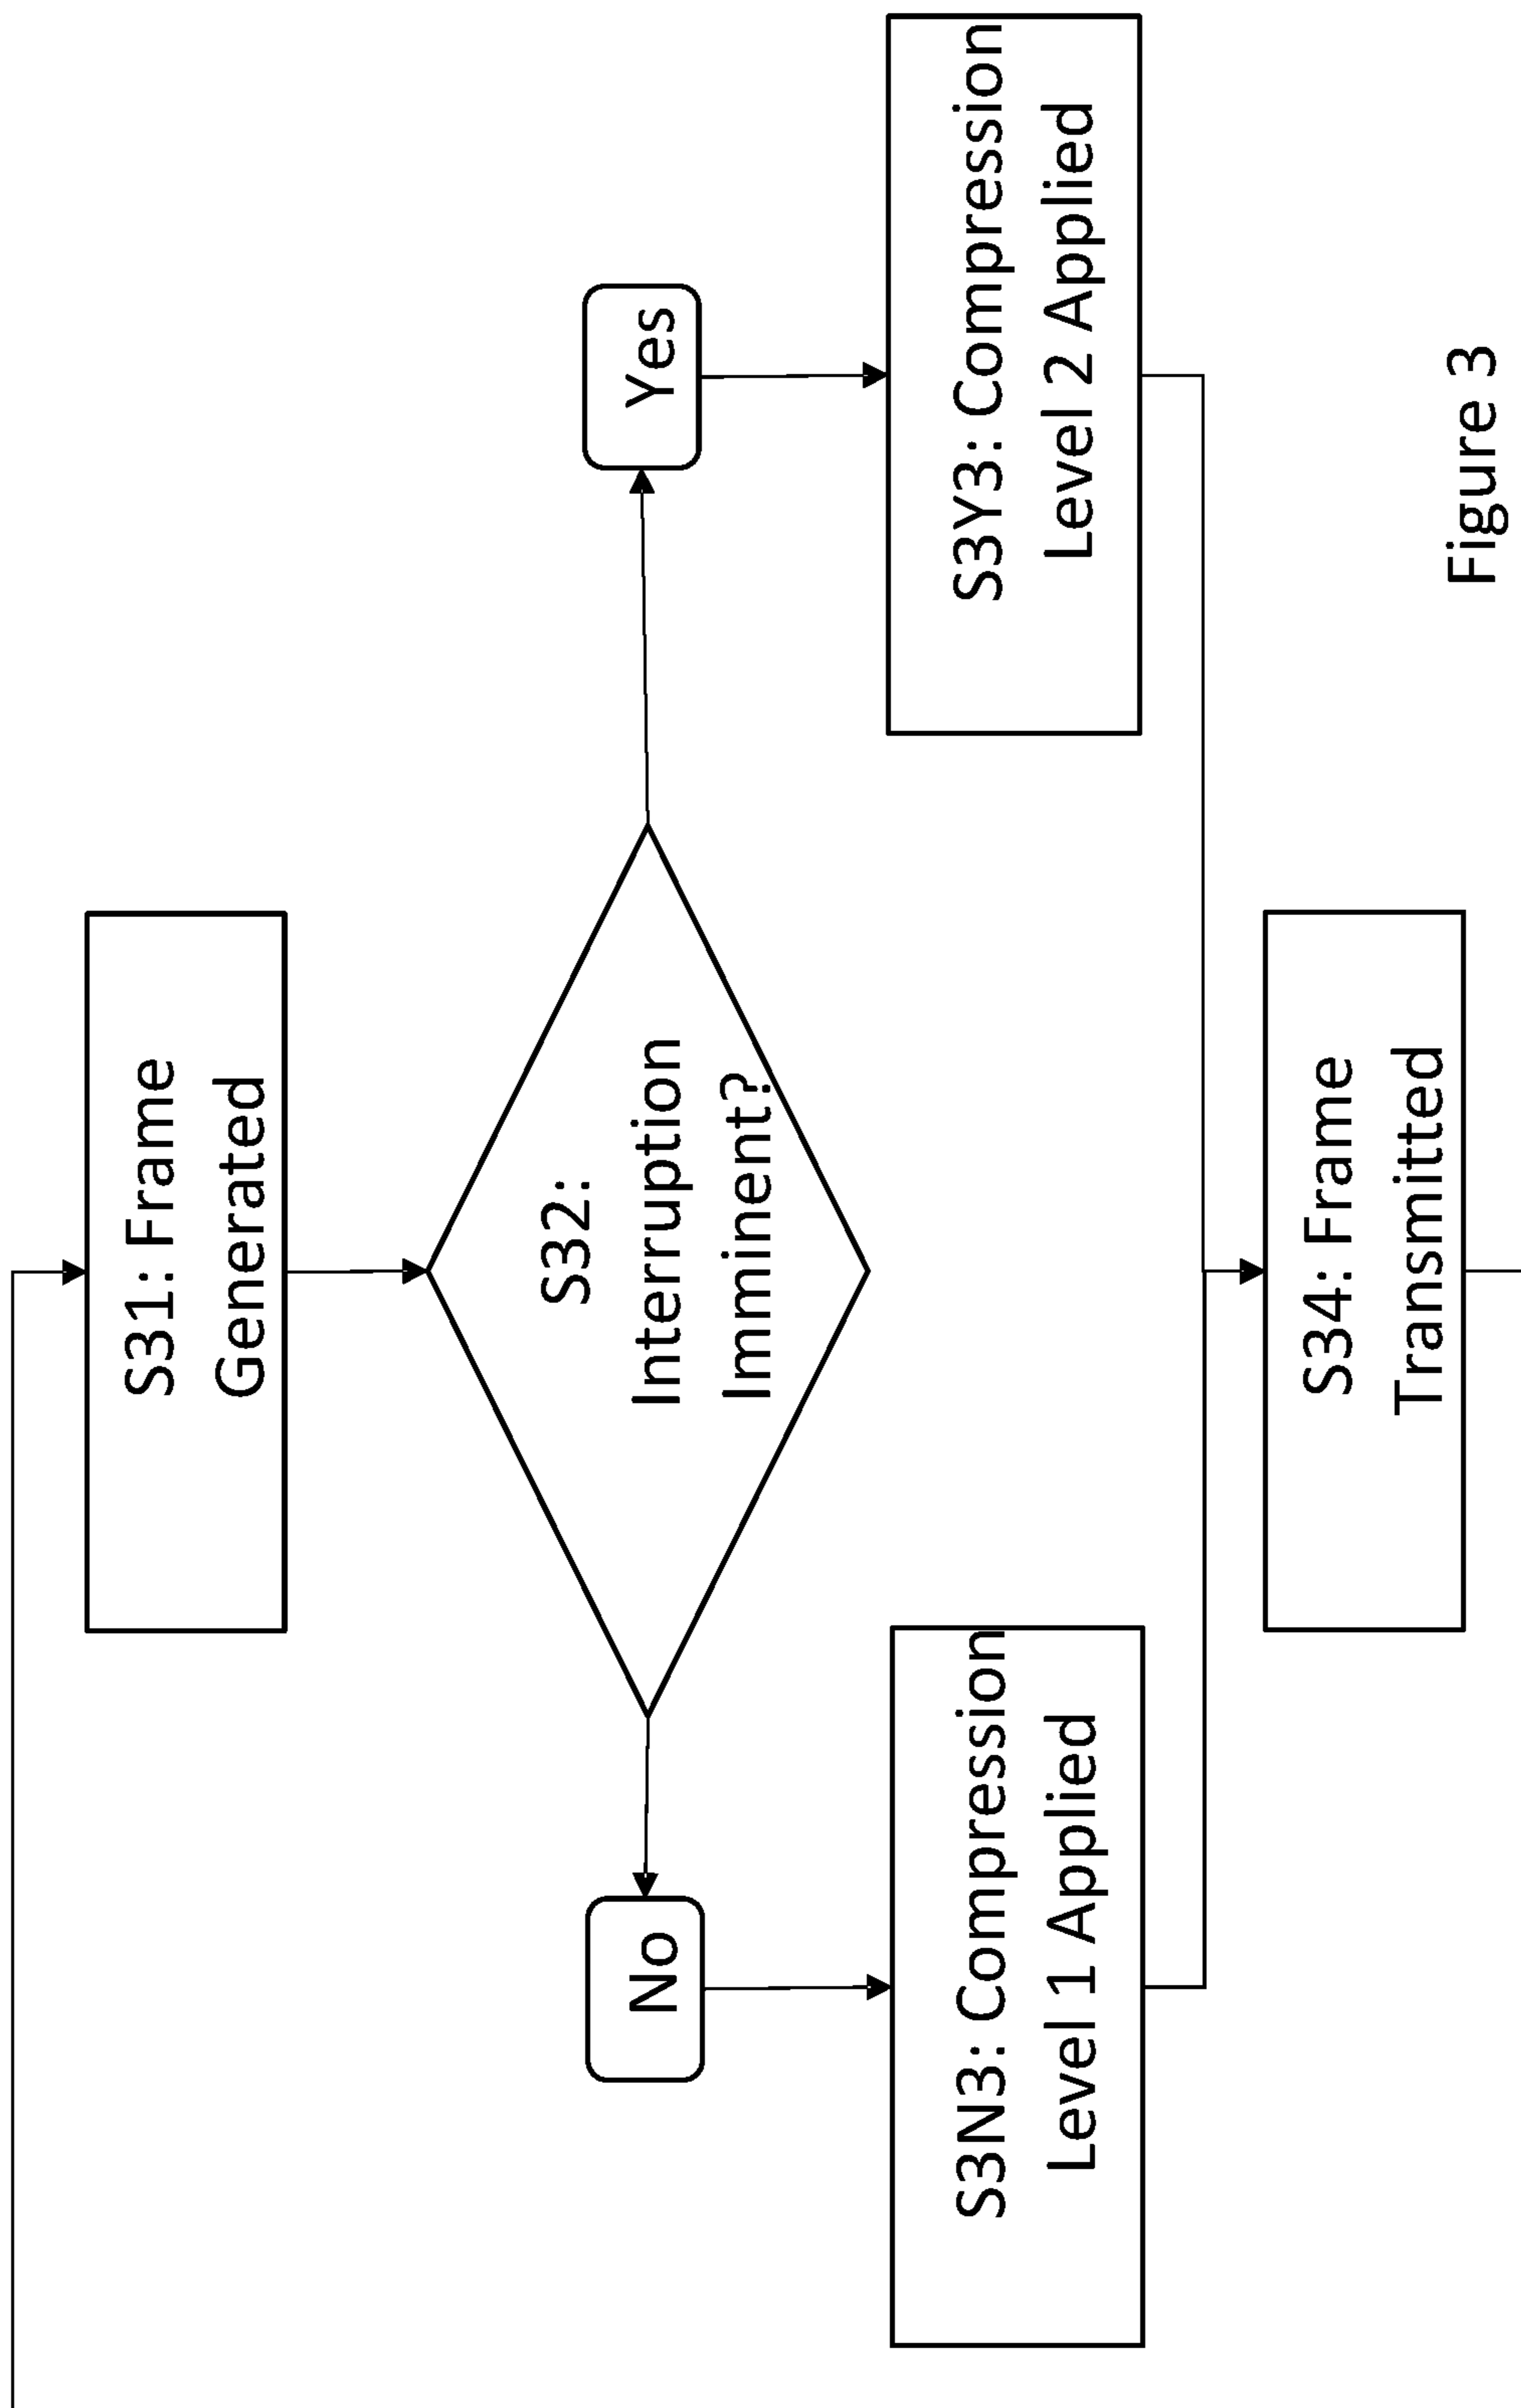 S31: Frame
Generated
S32:
Interruption
Imminent?
No
Yes
S3N3: Compression
Level 1 Applied
S3Y3: Compression
Level 2 Applied
S34: Frame
Transmitted
Figure 3